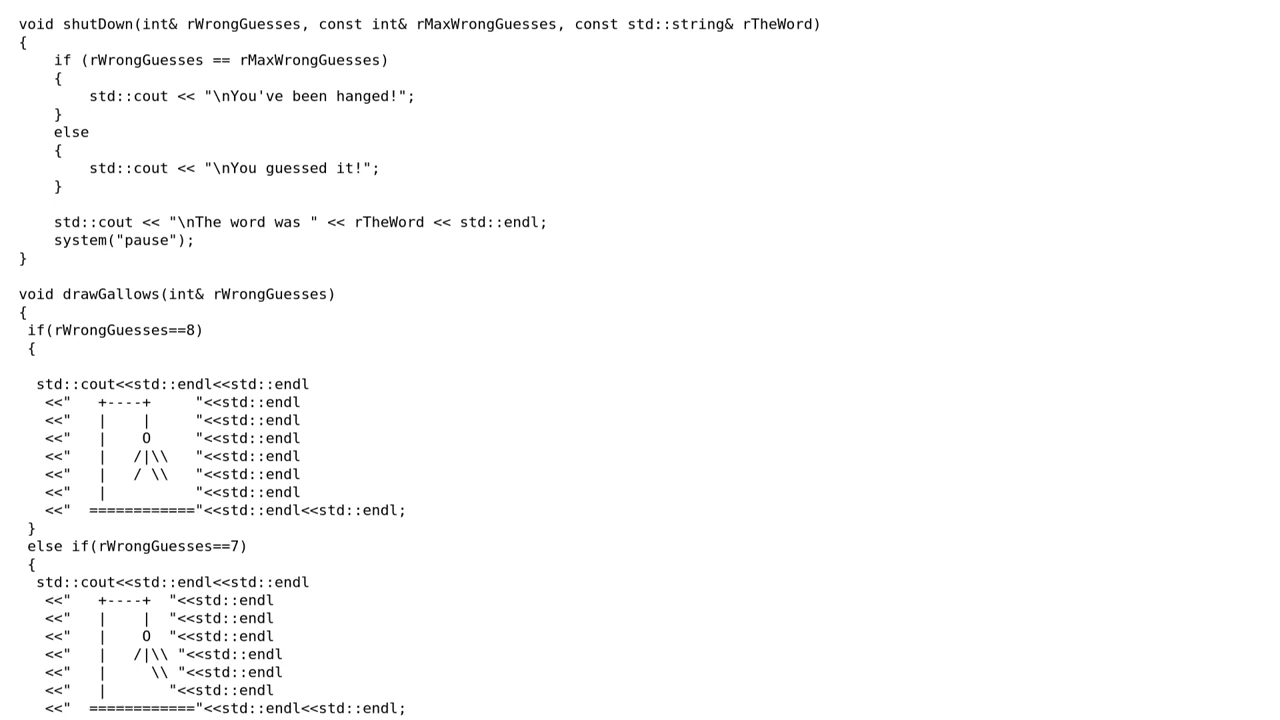 void shutDown(int& rWrongGuesses, const int& rMaxWrongGuesses, const std::string& rTheWord)
{
    if (rWrongGuesses == rMaxWrongGuesses)
    {
        std::cout << "\nYou've been hanged!";
    }
    else
    {
        std::cout << "\nYou guessed it!";
    }

    std::cout << "\nThe word was " << rTheWord << std::endl;
    system("pause");
}

void drawGallows(int& rWrongGuesses)
{
 if(rWrongGuesses==8)
 {

  std::cout<<std::endl<<std::endl
   <<"   +----+     "<<std::endl
   <<"   |    |     "<<std::endl
   <<"   |    O     "<<std::endl
   <<"   |   /|\\   "<<std::endl
   <<"   |   / \\   "<<std::endl
   <<"   |          "<<std::endl
   <<"  ============"<<std::endl<<std::endl;
 }
 else if(rWrongGuesses==7)
 {
  std::cout<<std::endl<<std::endl
   <<"   +----+  "<<std::endl
   <<"   |    |  "<<std::endl
   <<"   |    O  "<<std::endl
   <<"   |   /|\\ "<<std::endl
   <<"   |     \\ "<<std::endl
   <<"   |       "<<std::endl
   <<"  ============"<<std::endl<<std::endl;